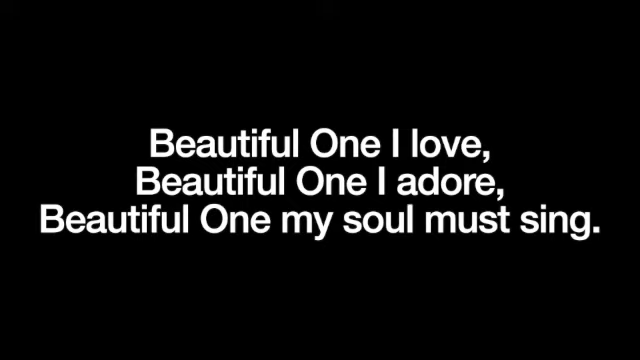 Beautiful One I love,
Beautiful One I adore,
Beautiful One my soul must sing.